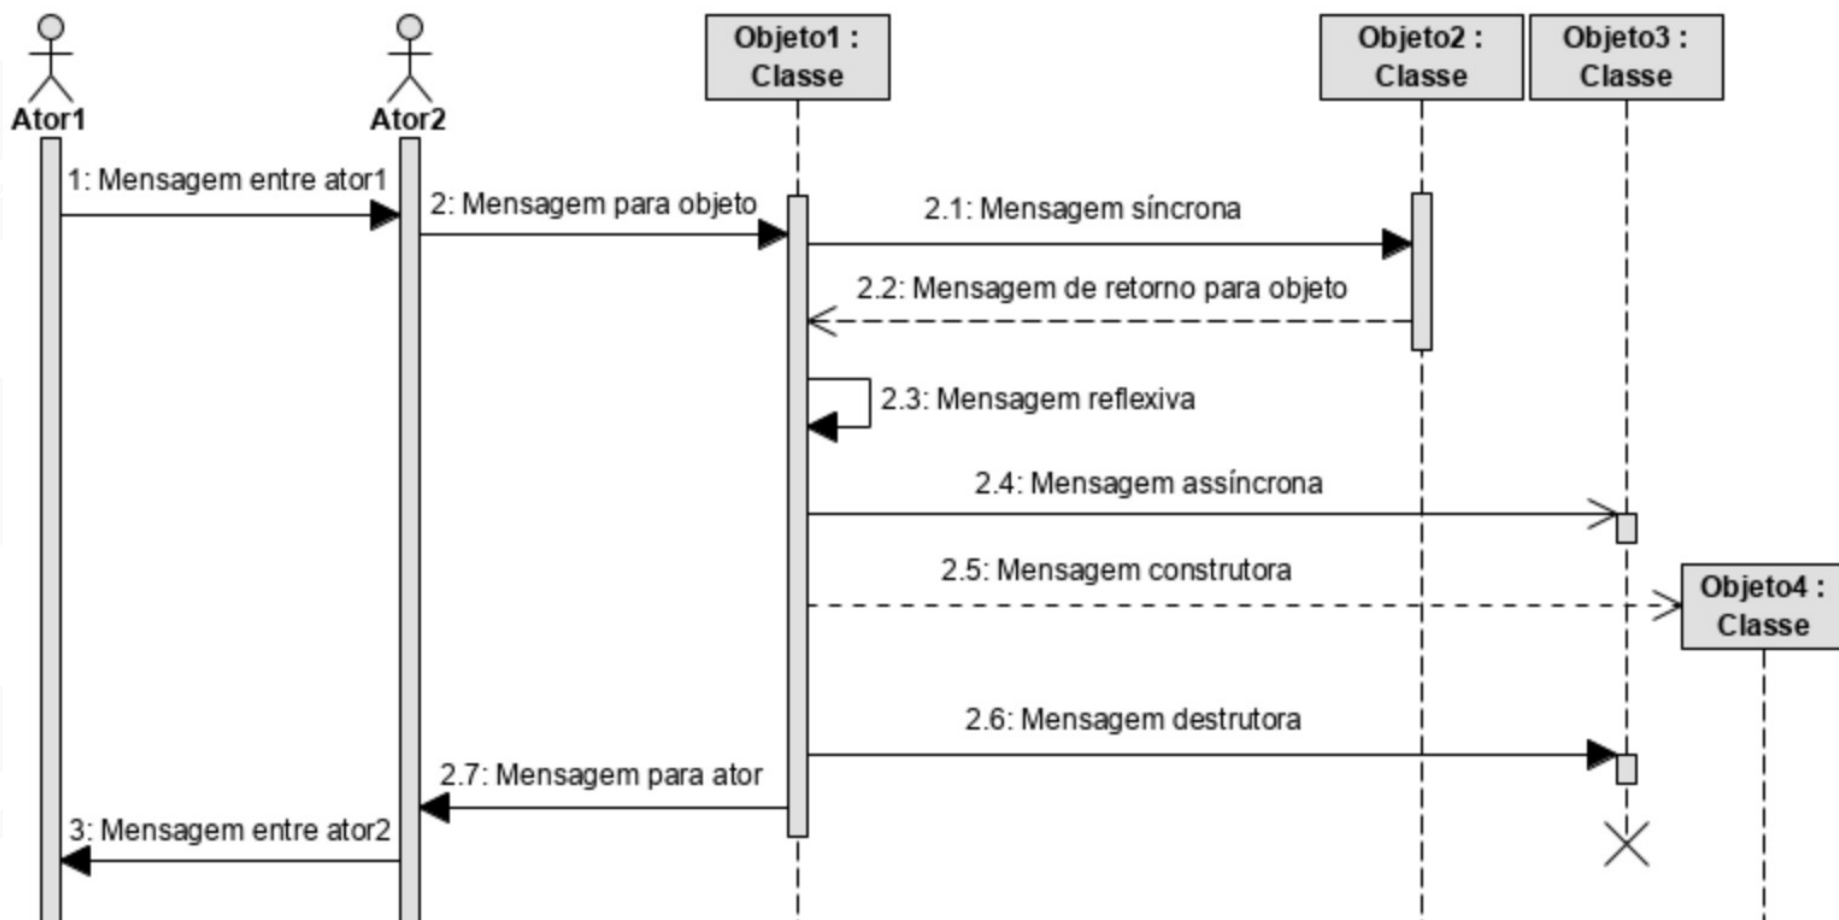 Objeto1 :
Classe
Objeto2 :
Classe
Objeto3 :
Classe
Ator1
Ator2
1: Mensagem entre ator1
2: Mensagem para objeto
2.1: Mensagem síncrona
2.2: Mensagem de retorno para objeto
2.3: Mensagem reflexiva
2.4: Mensagem assíncrona
2.5: Mensagem construtora
Objeto4 :
Classe
2.6: Mensagem destrutora
2.7: Mensagem para ator
3: Mensagem entre ator2